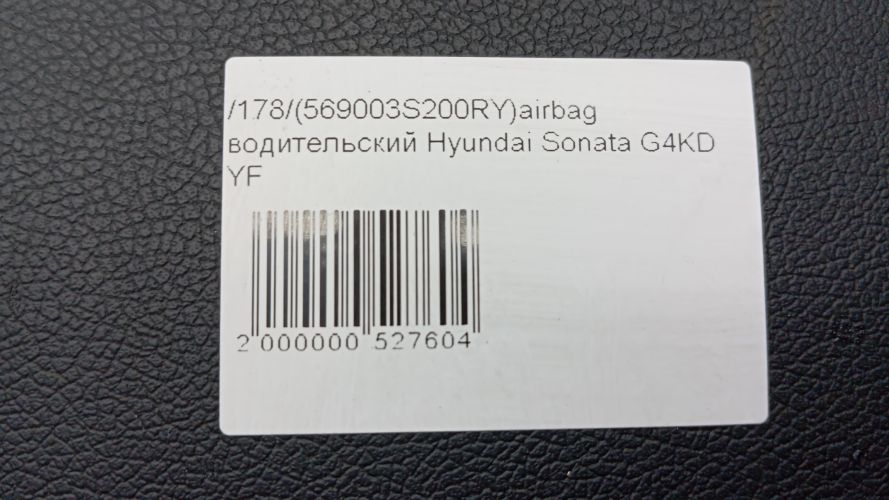 /178/(569003S200RY)airbag
водительский Hyundai Sonata G4KD
YF
2 000000 527604